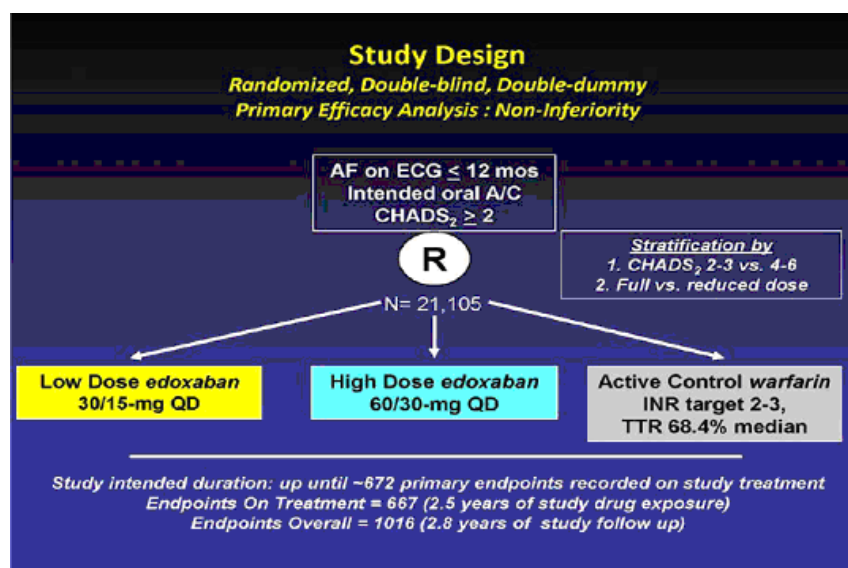 Study Design
Randomized, Double-blind, Double-dummy
Primary Efficacy Analysis : Non-Inferiority
AF on ECG ≤ 12 mos
Intended oral A/C
CHADS₂ ≥ 2
R
Stratification by
1. CHADS₂ 2-3 vs. 4-6
2. Full vs. reduced dose
N= 21,105
Low Dose edoxaban
30/15-mg QD
High Dose edoxaban
60/30-mg QD
Active Control warfarin
INR target 2-3,
TTR 68.4% median
Study intended duration: up until ~672 primary endpoints recorded on study treatment
Endpoints On Treatment = 667 (2.5 years of study drug exposure)
Endpoints Overall = 1016 (2.8 years of study follow up)